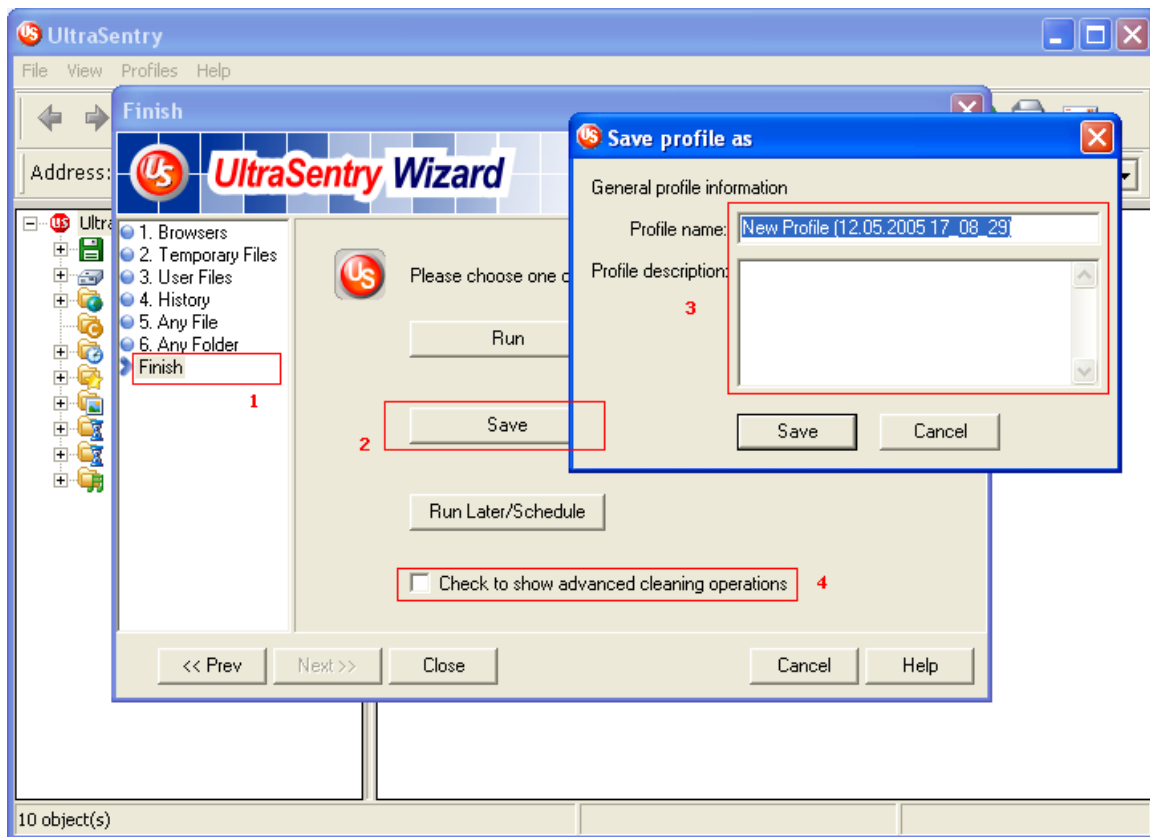 UltraSentry
File View Profiles Help
Finish
Address:
UltraSentry Wizard
Save profile as
General profile information
Profile name: New Profile (12.05.2005 17_08_29)
Profile description:
3
Save Cancel
1. Browsers
2. Temporary Files
3. User Files
4. History
5. Any File
6. Any Folder
Finish
1
Please choose one
Run
2
Save
Run Later/Schedule
Check to show advanced cleaning operations
4
<< Prev Next >> Close Cancel Help
10 object(s)